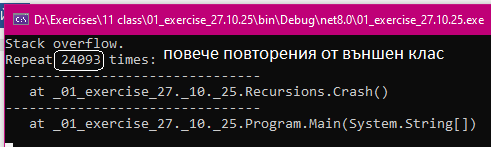 D:\Exercises\11 class\01_exercise_27.10.25\bin\Debug\net8.0\01_exercise_27.10.25.exe
Stack overflow.
Repeat 24093 times: повече повторения от външен клас
--------------------------------
   at _01_exercise_27._10._25.Recursions.Crash()
--------------------------------
   at _01_exercise_27._10._25.Program.Main(System.String[])